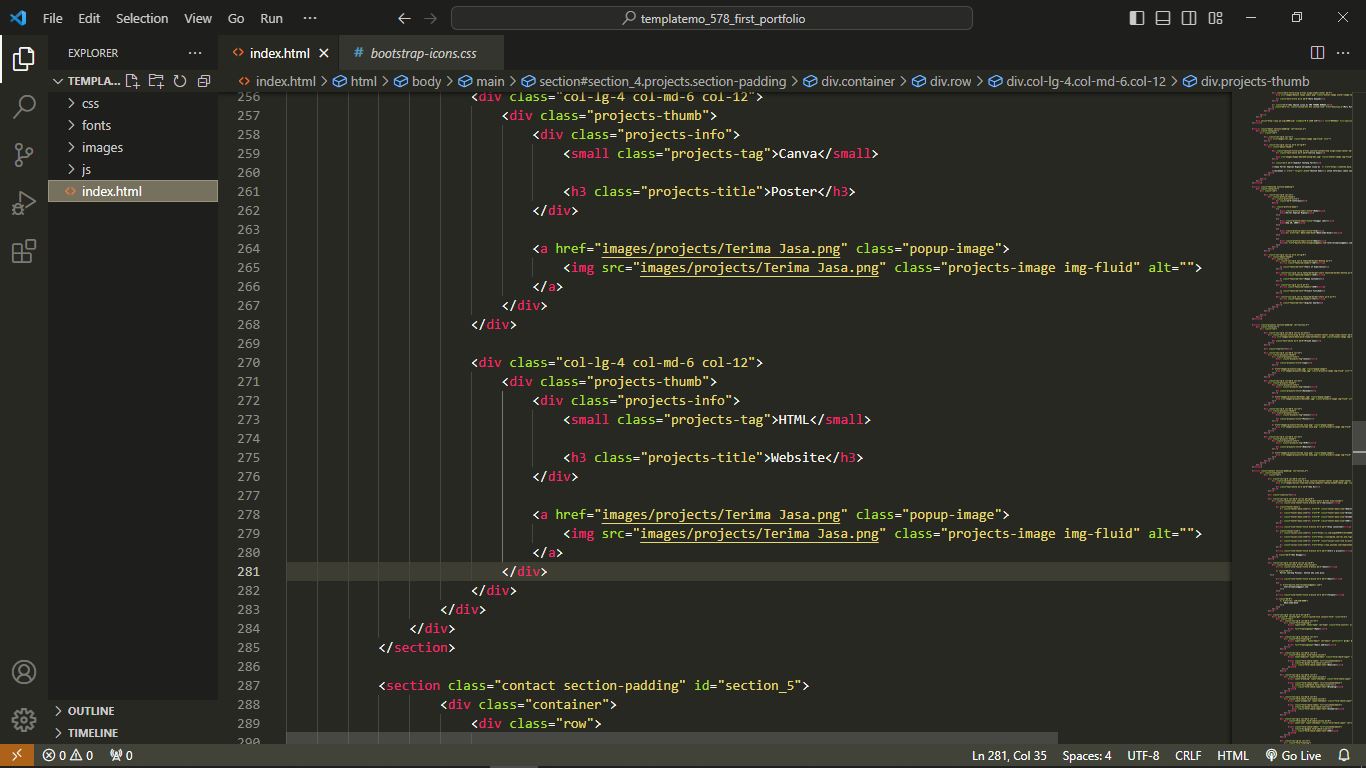 File Edit Selection View Go Run ··· templatemo_578_first_portfolio
EXPLORER ···
index.html
# bootstrap-icons.css
TEMPLA...
index.html > html > body > main > section#section_4.projects.section-padding > div.container > div.row > div.col-lg-4.col-md-6.col-12 > div.projects-thumb
css
fonts
images
js
index.html
OUTLINE
TIMELINE
256 <div class="col-lg-4 col-md-6 col-12">
257 <div class="projects-thumb">
258 <div class="projects-info">
259 <small class="projects-tag">Canva</small>
260
261 <h3 class="projects-title">Poster</h3>
262 </div>
263
264 <a href="images/projects/Terima Jasa.png" class="popup-image">
265 <img src="images/projects/Terima Jasa.png" class="projects-image img-fluid" alt="">
266 </a>
267 </div>
268 </div>
269
270 <div class="col-lg-4 col-md-6 col-12">
271 <div class="projects-thumb">
272 <div class="projects-info">
273 <small class="projects-tag">HTML</small>
274
275 <h3 class="projects-title">Website</h3>
276 </div>
277
278 <a href="images/projects/Terima Jasa.png" class="popup-image">
279 <img src="images/projects/Terima Jasa.png" class="projects-image img-fluid" alt="">
280 </a>
281 </div>
282 </div>
283 </div>
284 </div>
285 </section>
286
287 <section class="contact section-padding" id="section_5">
288 <div class="container">
289 <div class="row">
290
0 0 0 Ln 281, Col 35 Spaces: 4 UTF-8 CRLF HTML Go Live